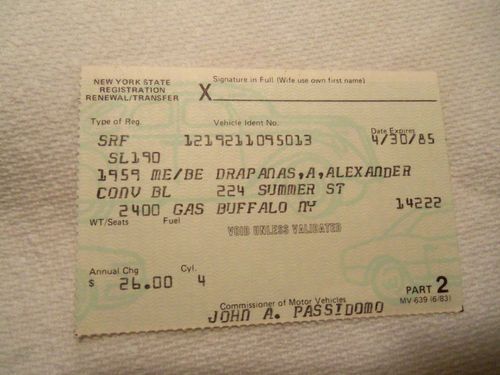 NEW YORK STATE
REGISTRATION
RENEWAL/TRANSFER
Signature in Full (Wife use own first name)
X
Type of Reg.
Vehicle Ident No.
Date Expires
SRF 1219211095013 4/30/85
SL190
1959 ME/BE DRAPANAS,A,ALEXANDER
CONV BL 224 SUMMER ST
2400 GAS BUFFALO NY 14222
WT/Seats Fuel
VOID UNLESS VALIDATED
Annual Chg Cyl.
$ 26.00 4
PART 2
Commissioner of Motor Vehicles
MV-639 (6/83)
JOHN A. PASSIDOMO